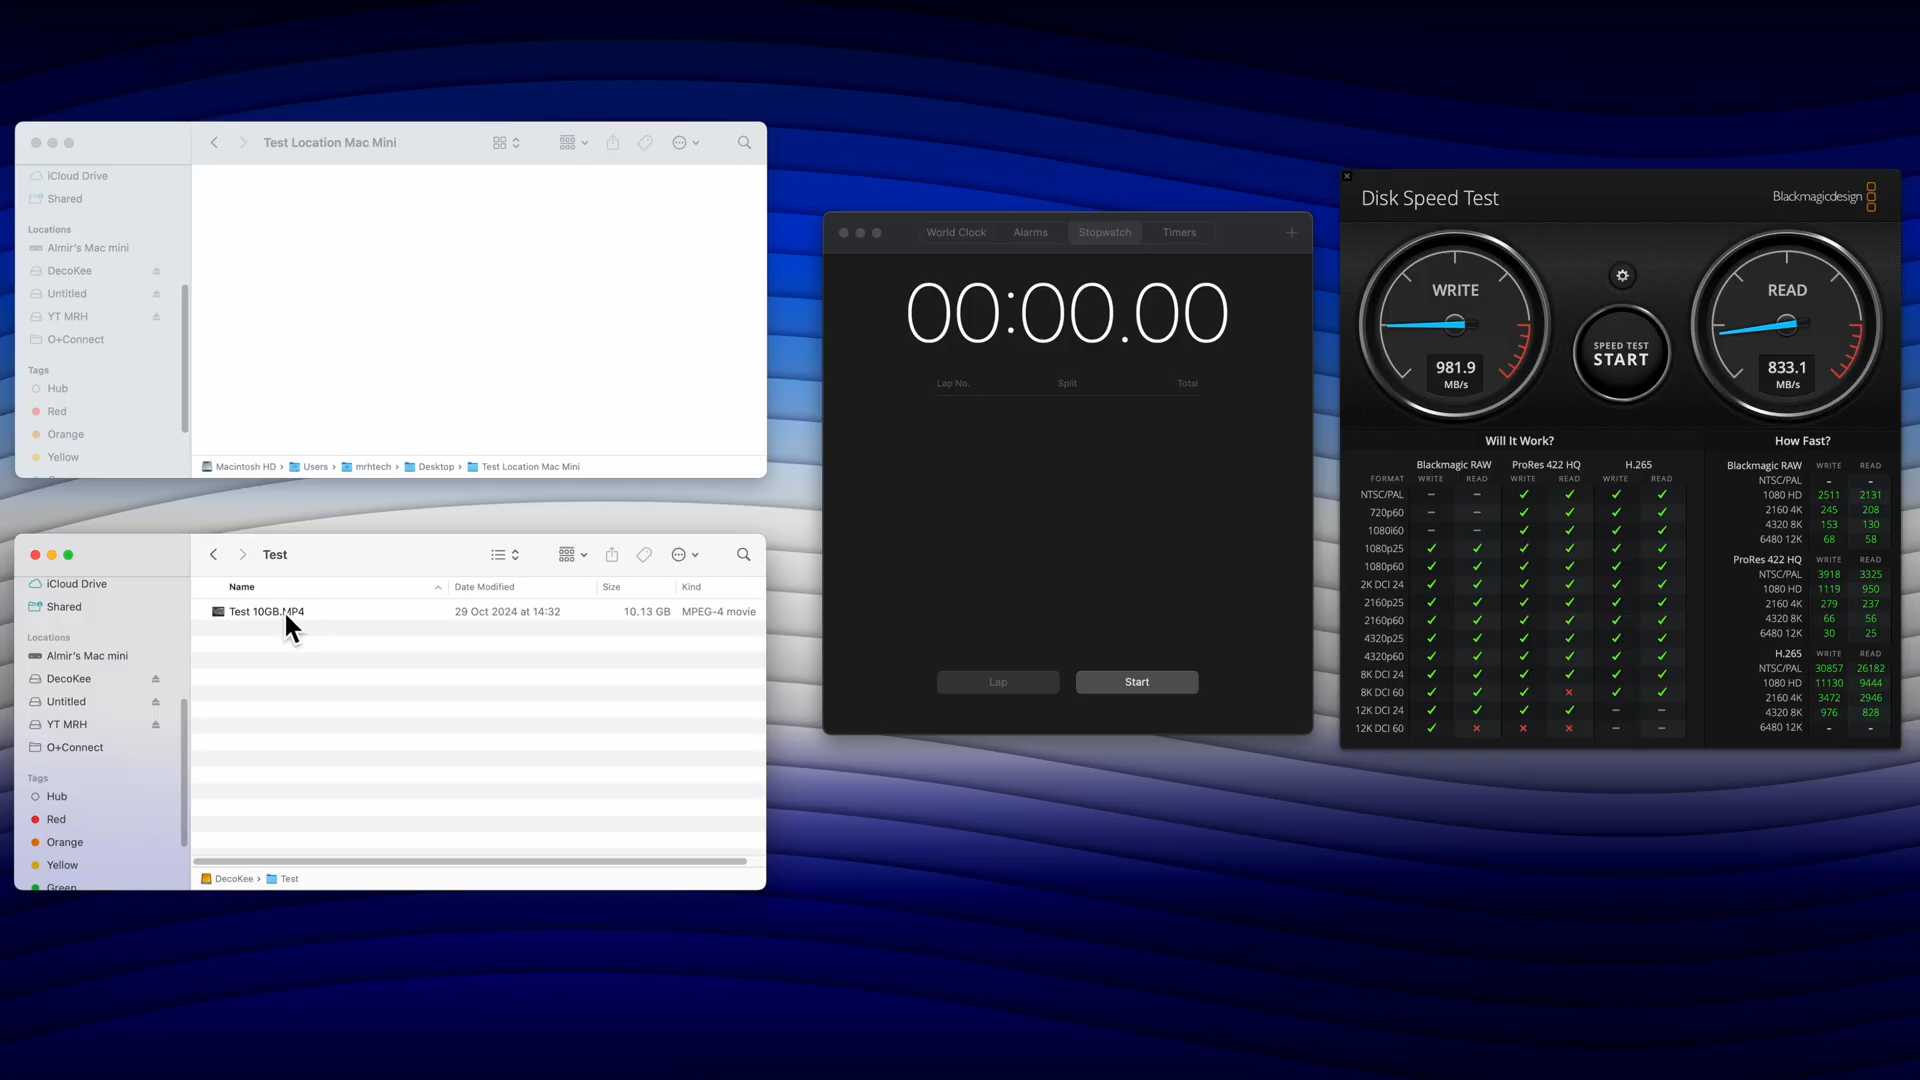 Test Location Mac Mini
iCloud Drive
Shared
Locations
Almir's Mac mini
DecoKee
Untitled
YT MRH
O+Connect
Tags
Hub
Red
Orange
Yellow
Macintosh HD › Users › mrhtech › Desktop › Test Location Mac Mini
Test
iCloud Drive
Shared
Locations
Almir's Mac mini
DecoKee
Untitled
YT MRH
O+Connect
Tags
Hub
Red
Orange
Yellow
Green
Name Date Modified Size Kind
Test 10GB.MP4 29 Oct 2024 at 14:32 10.13 GB MPEG-4 movie
DecoKee › Test
World Clock Alarms Stopwatch Timers
00:00.00
Lap No. Split Total
Lap Start
Disk Speed Test
Blackmagicdesign
WRITE
981.9
MB/s
SPEED TEST
START
READ
833.1
MB/s
Will It Work?
Blackmagic RAW ProRes 422 HQ H.265
FORMAT WRITE READ WRITE READ WRITE READ
NTSC/PAL – – ✓ ✓ ✓ ✓
720p60 – – ✓ ✓ ✓ ✓
1080i60 – – ✓ ✓ ✓ ✓
1080p25 ✓ ✓ ✓ ✓ ✓ ✓
1080p60 ✓ ✓ ✓ ✓ ✓ ✓
2K DCI 24 ✓ ✓ ✓ ✓ ✓ ✓
2160p25 ✓ ✓ ✓ ✓ ✓ ✓
2160p60 ✓ ✓ ✓ ✓ ✓ ✓
4320p25 ✓ ✓ ✓ ✓ ✓ ✓
4320p60 ✓ ✓ ✓ ✓ ✓ ✓
8K DCI 24 ✓ ✓ ✓ ✓ ✓ ✓
8K DCI 60 ✓ ✓ ✓ × ✓ ✓
12K DCI 24 ✓ ✓ ✓ ✓ – –
12K DCI 60 ✓ × × × – –
How Fast?
Blackmagic RAW WRITE READ
NTSC/PAL - -
1080 HD 2511 2131
2160 4K 245 208
4320 8K 153 130
6480 12K 68 58
ProRes 422 HQ WRITE READ
NTSC/PAL 3918 3325
1080 HD 1119 950
2160 4K 279 237
4320 8K 66 56
6480 12K 30 25
H.265 WRITE READ
NTSC/PAL 30857 26182
1080 HD 11130 9444
2160 4K 3472 2946
4320 8K 976 828
6480 12K - -